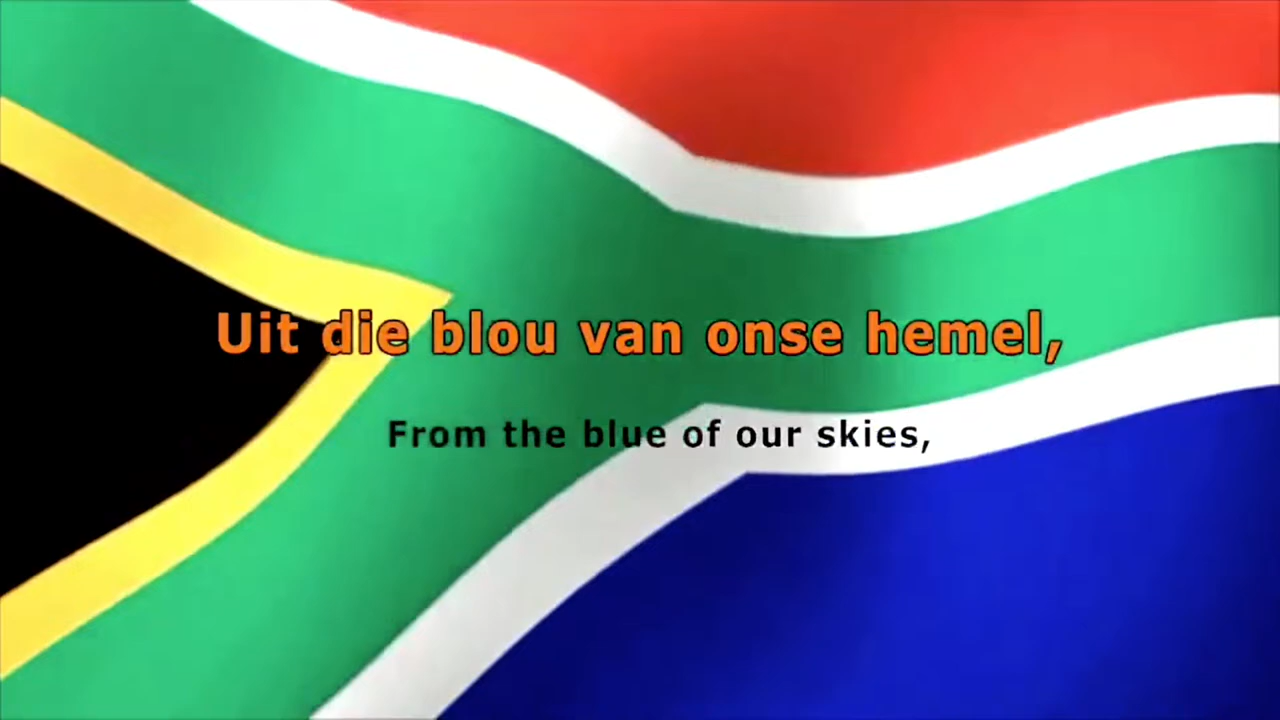 Uit die blou van onse hemel,
From the blue of our skies,